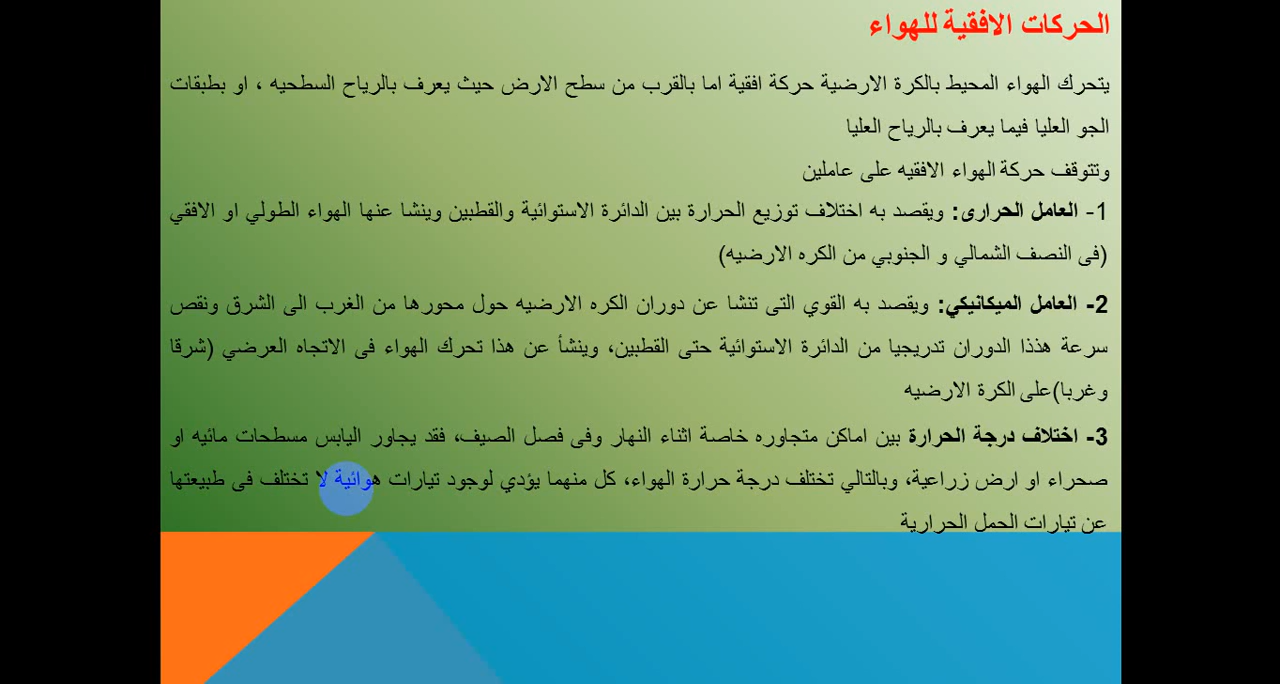 الحركات الافقية للهواء
يتحرك الهواء المحيط بالكرة الارضية حركة افقية اما بالقرب من سطح الارض حيث يعرف بالرياح السطحيه ، او بطبقات
الجو العليا فيما يعرف بالرياح العليا
وتتوقف حركة الهواء الافقيه على عاملين
1- العامل الحرارى: ويقصد به اختلاف توزيع الحرارة بين الدائرة الاستوائية والقطبين وينشا عنها الهواء الطولي او الافقي
(فى النصف الشمالي و الجنوبي من الكره الارضيه)
2- العامل الميكانيكي: ويقصد به القوي التى تنشا عن دوران الكره الارضيه حول محورها من الغرب الى الشرق ونقص
سرعة هذذا الدوران تدريجيا من الدائرة الاستوائية حتى القطبين، وينشأ عن هذا تحرك الهواء فى الاتجاه العرضي (شرقا
وغربا)على الكرة الارضيه
3- اختلاف درجة الحرارة بين اماكن متجاوره خاصة اثناء النهار وفى فصل الصيف، فقد يجاور اليابس مسطحات مائيه او
صحراء او ارض زراعية، وبالتالي تختلف درجة حرارة الهواء، كل منهما يؤدي لوجود تيارات هوائية لا تختلف فى طبيعتها
عن تيارات الحمل الحرارية